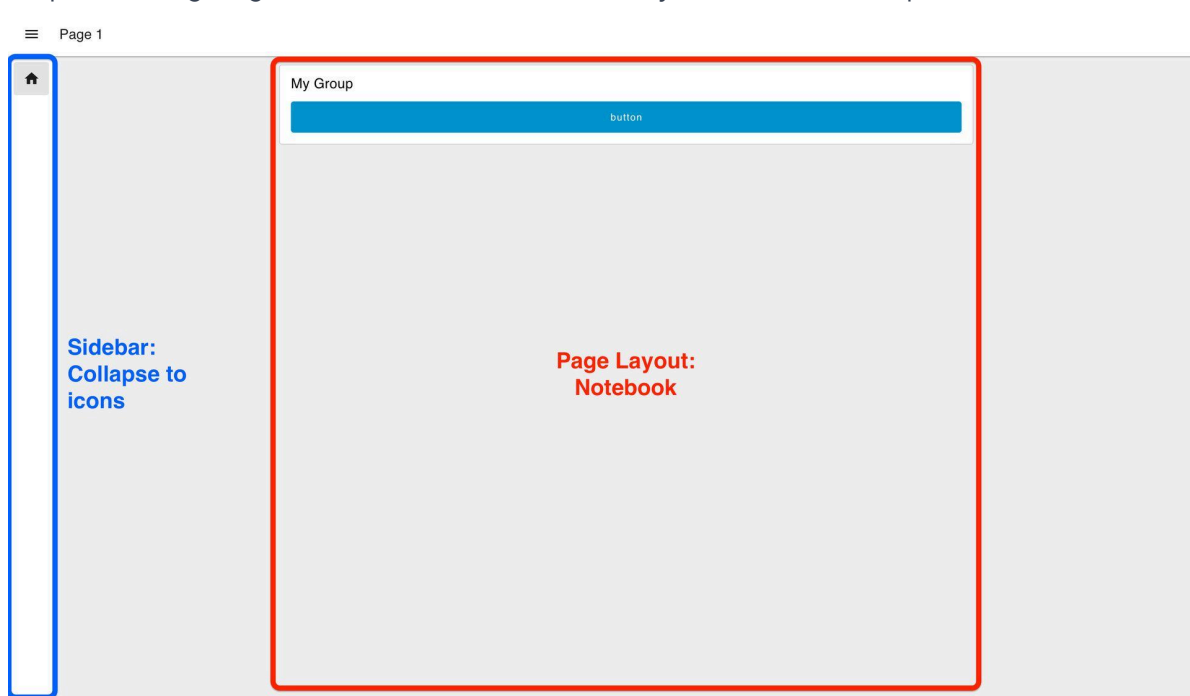 Page 1
My Group
button
Sidebar:
Collapse to
icons
Page Layout:
Notebook